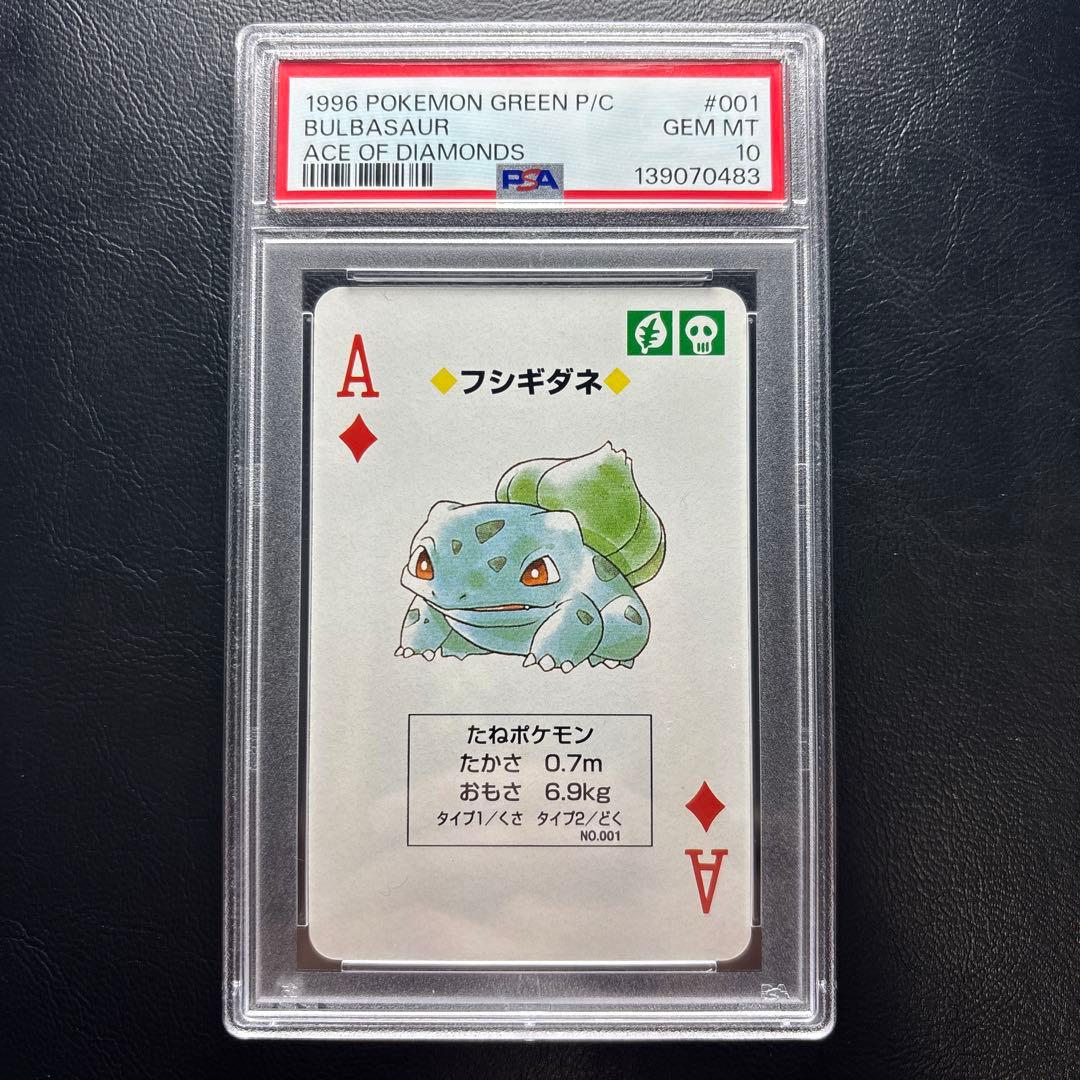 1996 POKEMON GREEN P/C #001
BULBASAUR GEM MT
ACE OF DIAMONDS 10
PSA 139070483
A
◆フシギダネ◆
たねポケモン
たかさ 0.7m
おもさ 6.9kg
タイプ1/くさ タイプ2/どく
NO.001
A
PSA